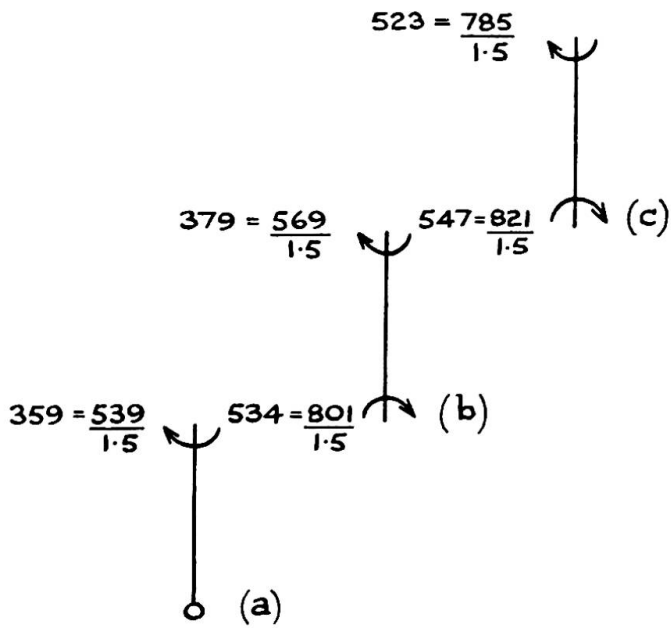 523 = 785
1·5
379 = 569
1·5
547 = 821
1·5
(c)
359 = 539
1·5
534 = 801
1·5
(b)
(a)